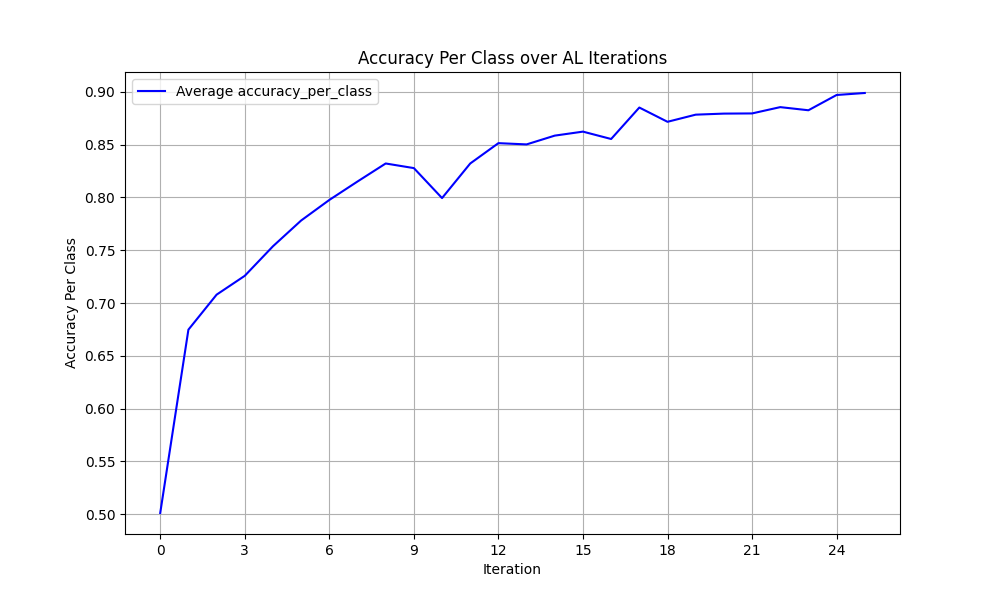 Accuracy Per Class over AL Iterations
Average accuracy_per_class
Accuracy Per Class
0.90
0.85
0.80
0.75
0.70
0.65
0.60
0.55
0.50
0 3 6 9 12 15 18 21 24
Iteration